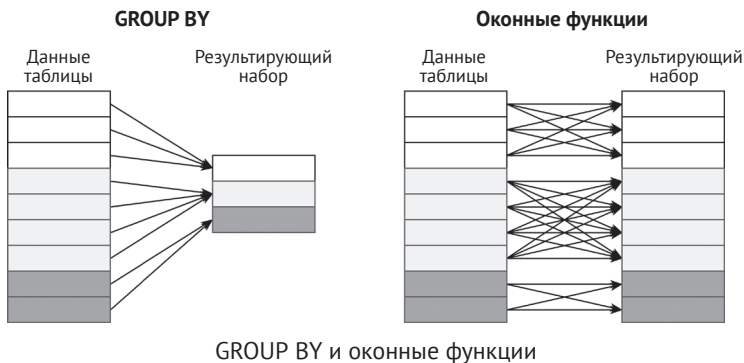 GROUP BY
Данные
таблицы
Результирующий
набор
Оконные функции
Данные
таблицы
Результирующий
набор
GROUP BY и оконные функции